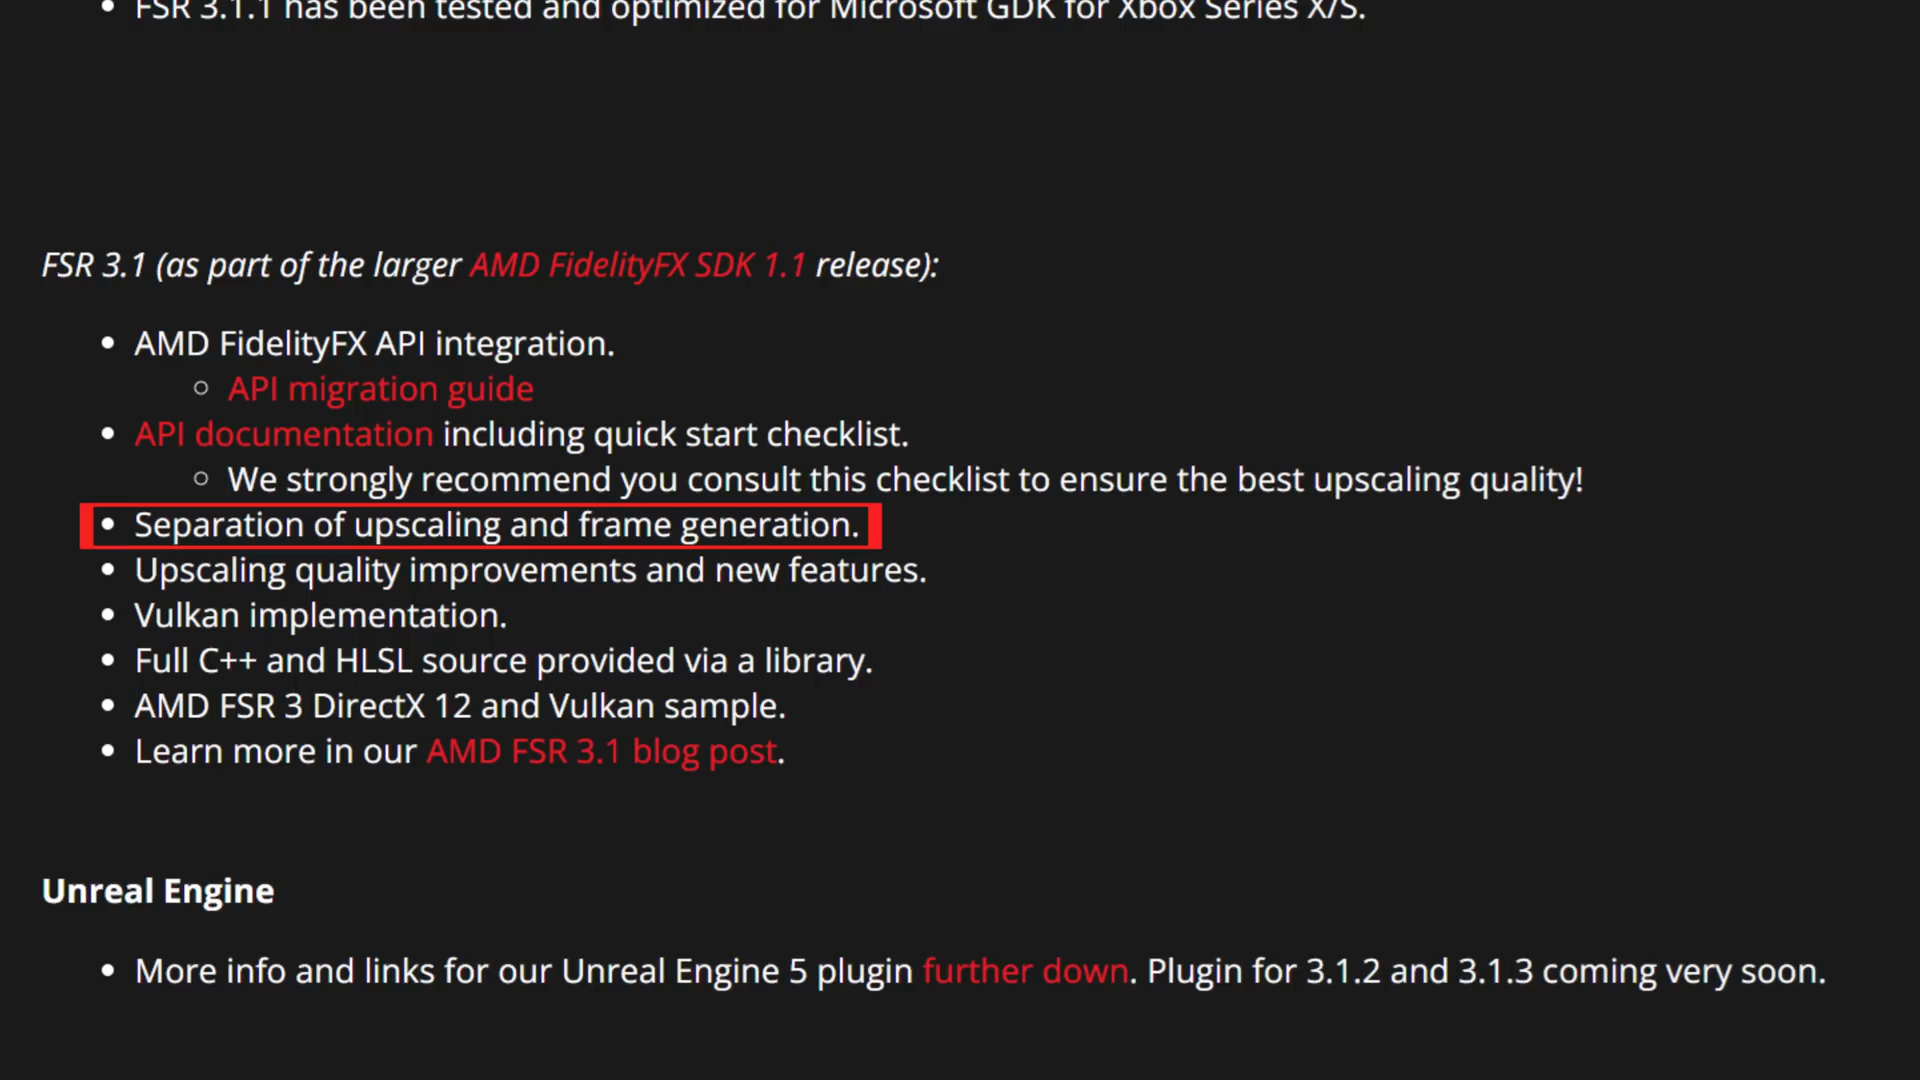 • FSR 3.1.1 has been tested and optimized for Microsoft GDK for Xbox Series X/S.
FSR 3.1 (as part of the larger AMD FidelityFX SDK 1.1 release):
• AMD FidelityFX API integration.
○ API migration guide
• API documentation including quick start checklist.
○ We strongly recommend you consult this checklist to ensure the best upscaling quality!
• Separation of upscaling and frame generation.
• Upscaling quality improvements and new features.
• Vulkan implementation.
• Full C++ and HLSL source provided via a library.
• AMD FSR 3 DirectX 12 and Vulkan sample.
• Learn more in our AMD FSR 3.1 blog post.
Unreal Engine
• More info and links for our Unreal Engine 5 plugin further down. Plugin for 3.1.2 and 3.1.3 coming very soon.